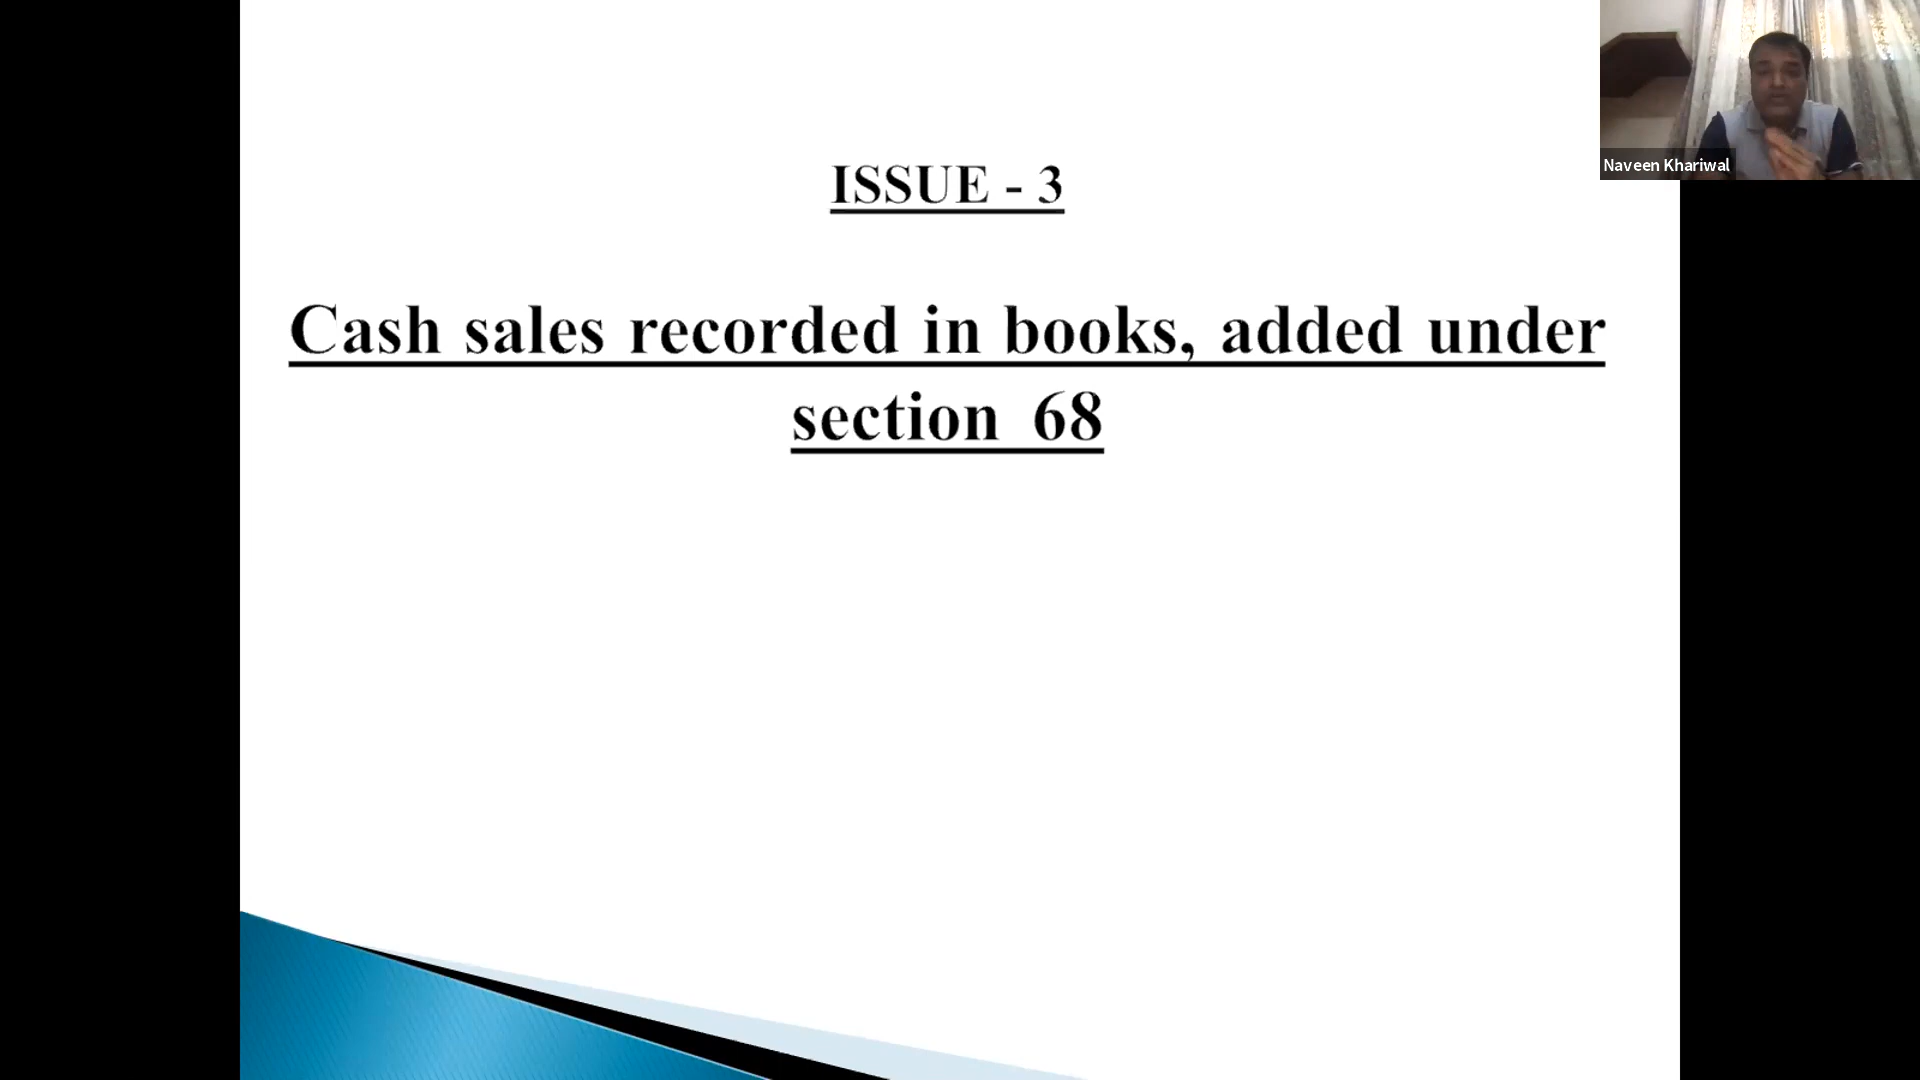 ISSUE - 3
Cash sales recorded in books, added under
section 68
Naveen Khariwal